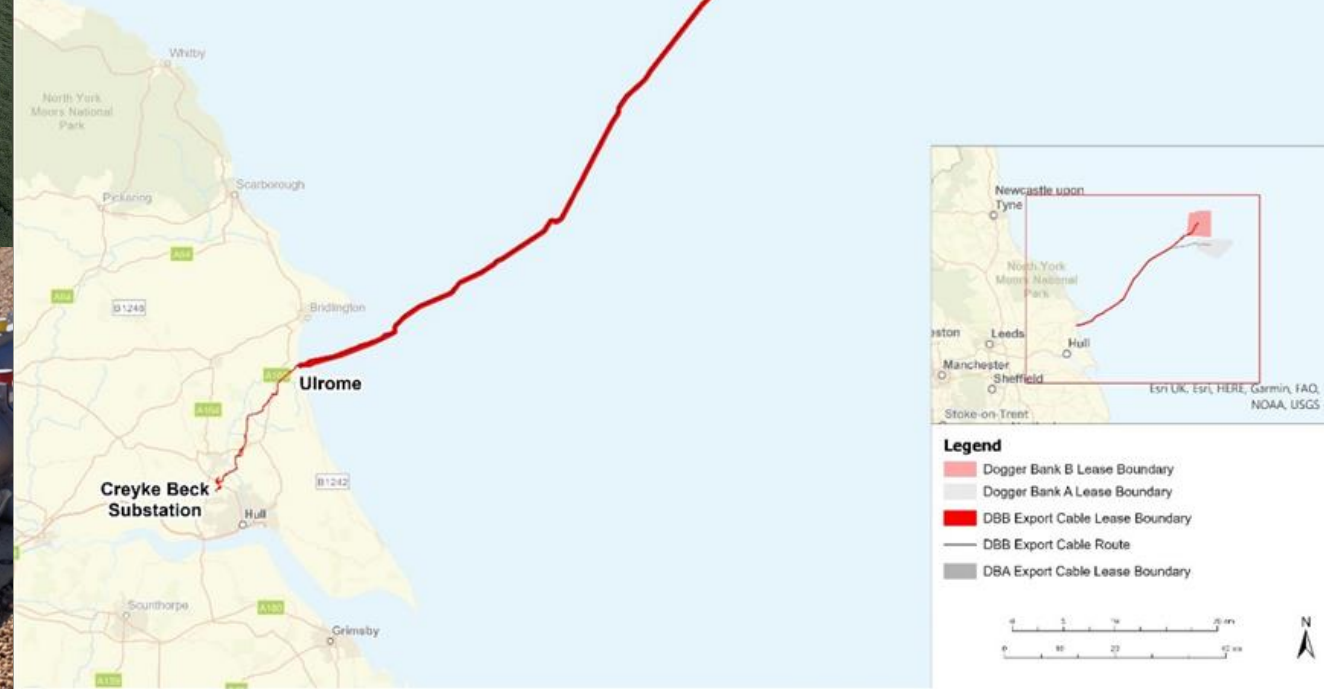 Whitby
North York
Moors National
Park
Scarborough
Pickering
A64
A64
B1248
Bridlington
Ulrome
Creyke Beck
Substation
B1242
Hull
Scunthorpe
A180
Grimsby
Newcastle upon
Tyne
North York
Moors National
Park
Leeds
Hull
Manchester
Sheffield
Esri UK, Esri, HERE, Garmin, FAO,
NOAA, USGS
Stoke-on-Trent
Legend
Dogger Bank B Lease Boundary
Dogger Bank A Lease Boundary
DBB Export Cable Lease Boundary
DBB Export Cable Route
DBA Export Cable Lease Boundary
N